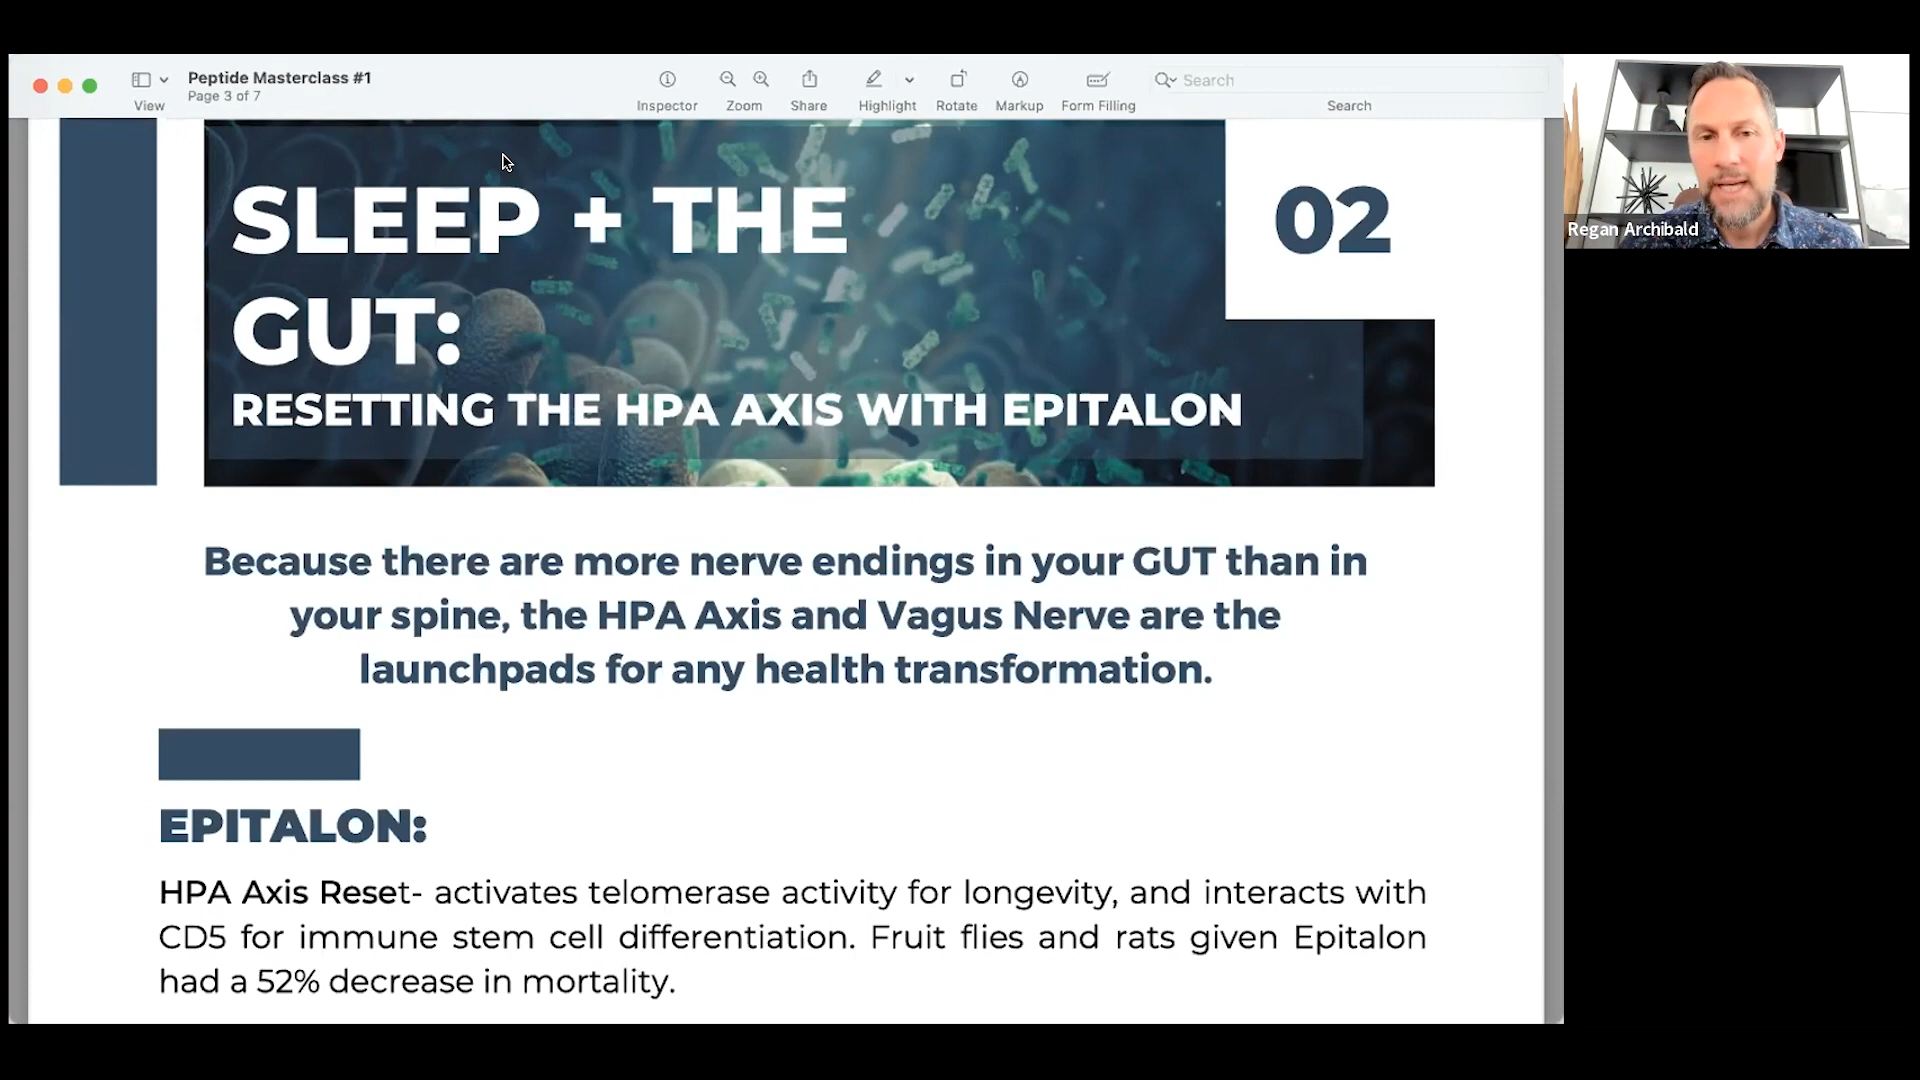 Peptide Masterclass #1
Page 3 of 7
View
Inspector
Zoom
Share
Highlight
Rotate
Markup
Form Filling
Search
Search
SLEEP + THE
GUT:
RESETTING THE HPA AXIS WITH EPITALON
02
Regan Archibald
Because there are more nerve endings in your GUT than in
your spine, the HPA Axis and Vagus Nerve are the
launchpads for any health transformation.
EPITALON:
HPA Axis Reset- activates telomerase activity for longevity, and interacts with
CD5 for immune stem cell differentiation. Fruit flies and rats given Epitalon
had a 52% decrease in mortality.